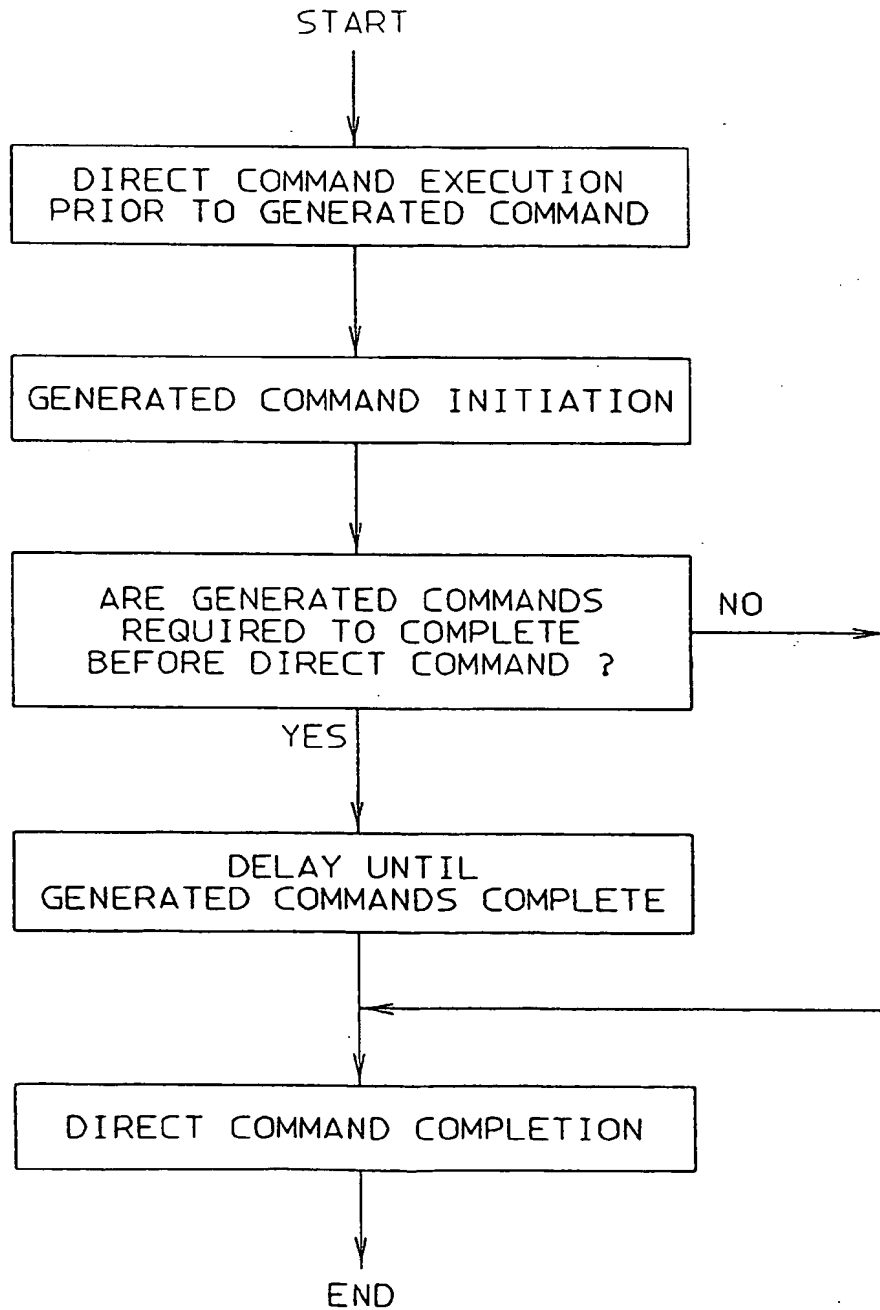 START
DIRECT COMMAND EXECUTION
PRIOR TO GENERATED COMMAND
GENERATED COMMAND INITIATION
ARE GENERATED COMMANDS
REQUIRED TO COMPLETE
BEFORE DIRECT COMMAND ?
NO
YES
DELAY UNTIL
GENERATED COMMANDS COMPLETE
DIRECT COMMAND COMPLETION
END